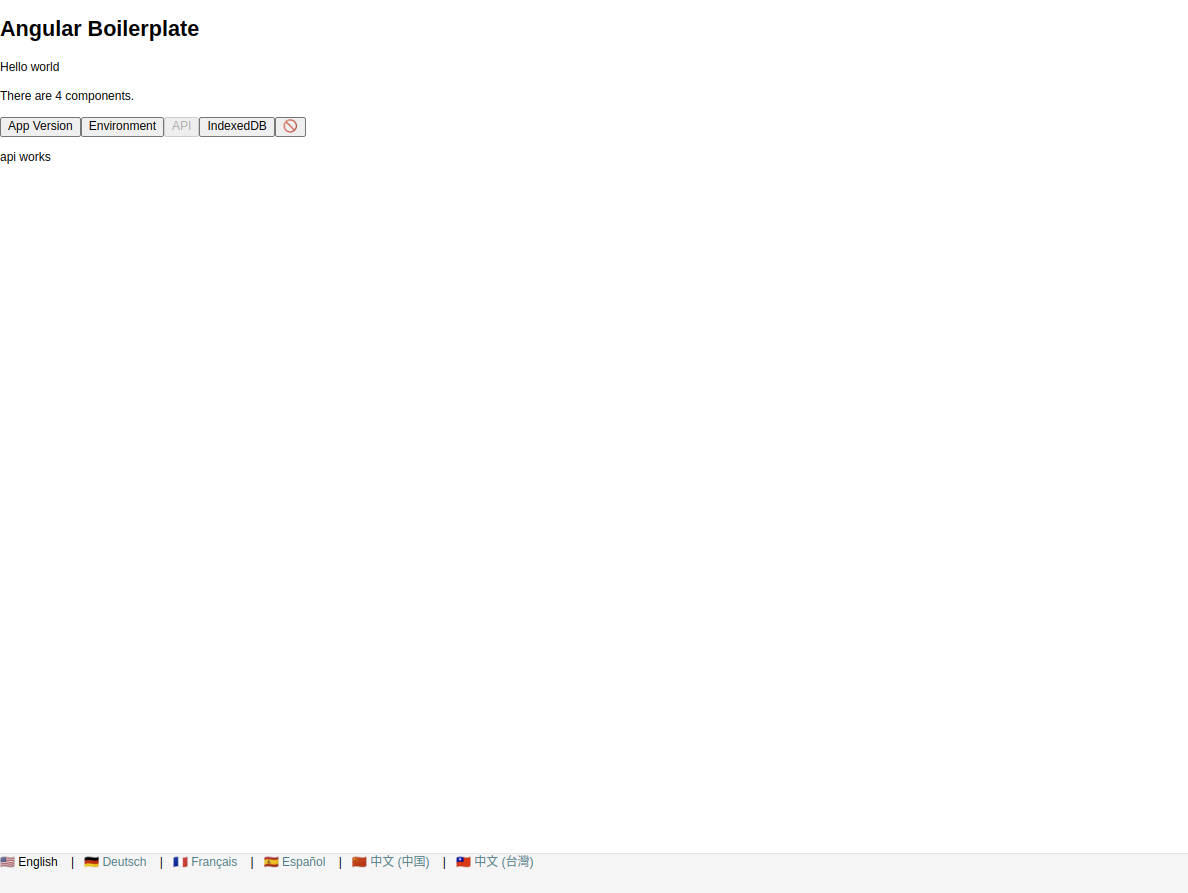 Angular Boilerplate
Hello world
There are 4 components.
App Version Environment API IndexedDB 🚫
api works
🇺🇸 English | 🇩🇪 Deutsch | 🇫🇷 Français | 🇪🇸 Español | 🇨🇳 中文 (中国) | 🇹🇼 中文 (台灣)